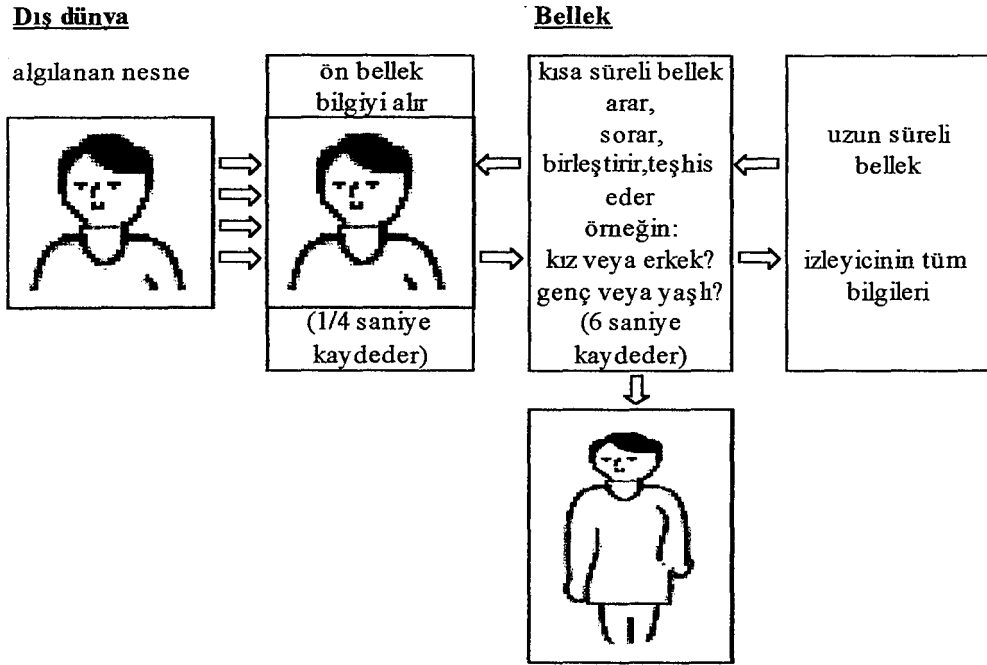 Dış dünya
Bellek
algılanan nesne
ön bellek
bilgiyi alır
(1/4 saniye
kaydeder)
kısa süreli bellek
arar,
sorar,
birleştirir,teşhis
eder
örneğin:
kız veya erkek?
genç veya yaşlı?
(6 saniye
kaydeder)
uzun süreli
bellek
izleyicinin tüm
bilgileri